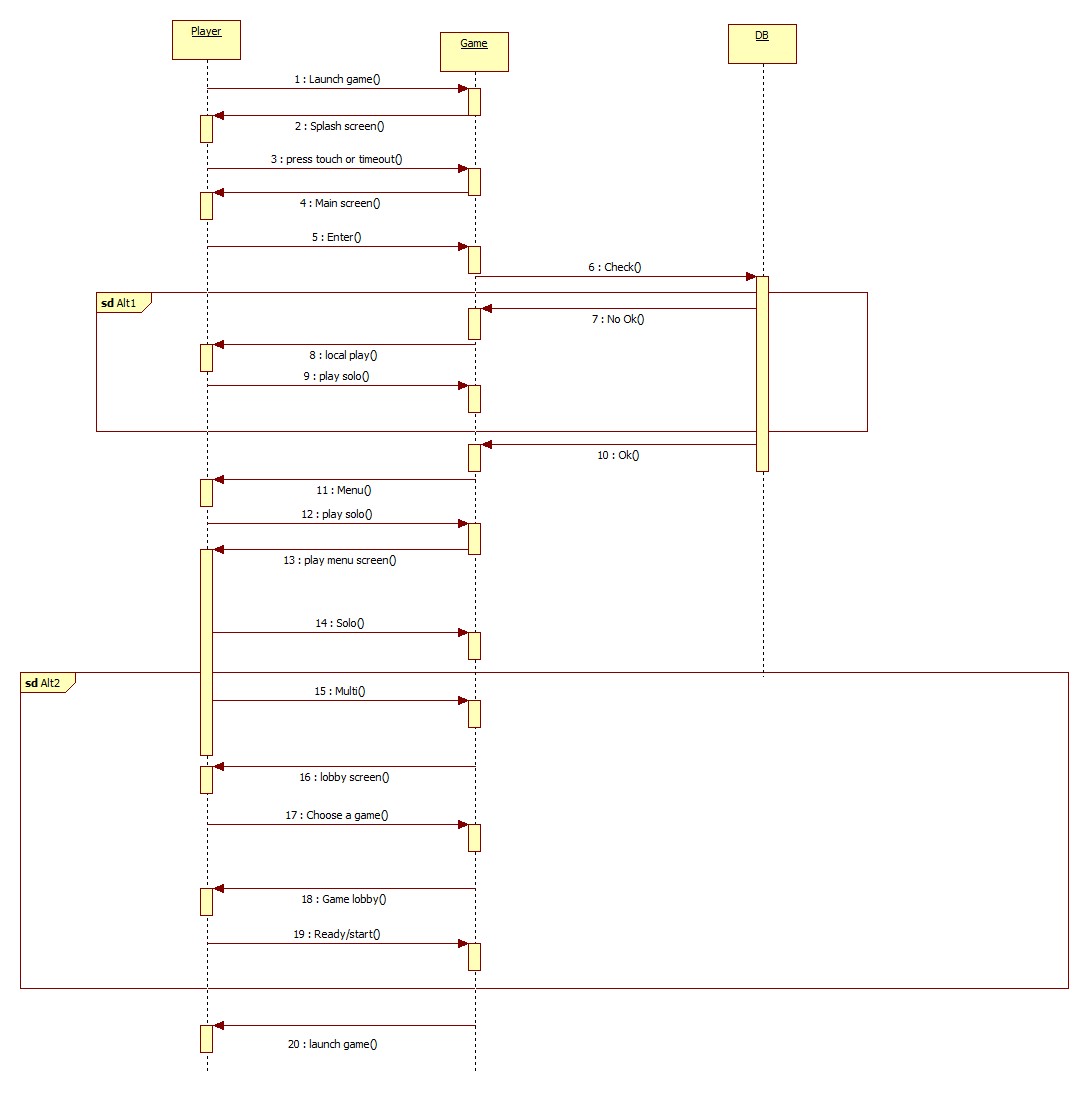 Player
Game
DB
1 : Launch game()
2 : Splash screen()
3 : press touch or timeout()
4 : Main screen()
5 : Enter()
6 : Check()
sd Alt1
7 : No Ok()
8 : local play()
9 : play solo()
10 : Ok()
11 : Menu()
12 : play solo()
13 : play menu screen()
14 : Solo()
sd Alt2
15 : Multi()
16 : lobby screen()
17 : Choose a game()
18 : Game lobby()
19 : Ready/start()
20 : launch game()